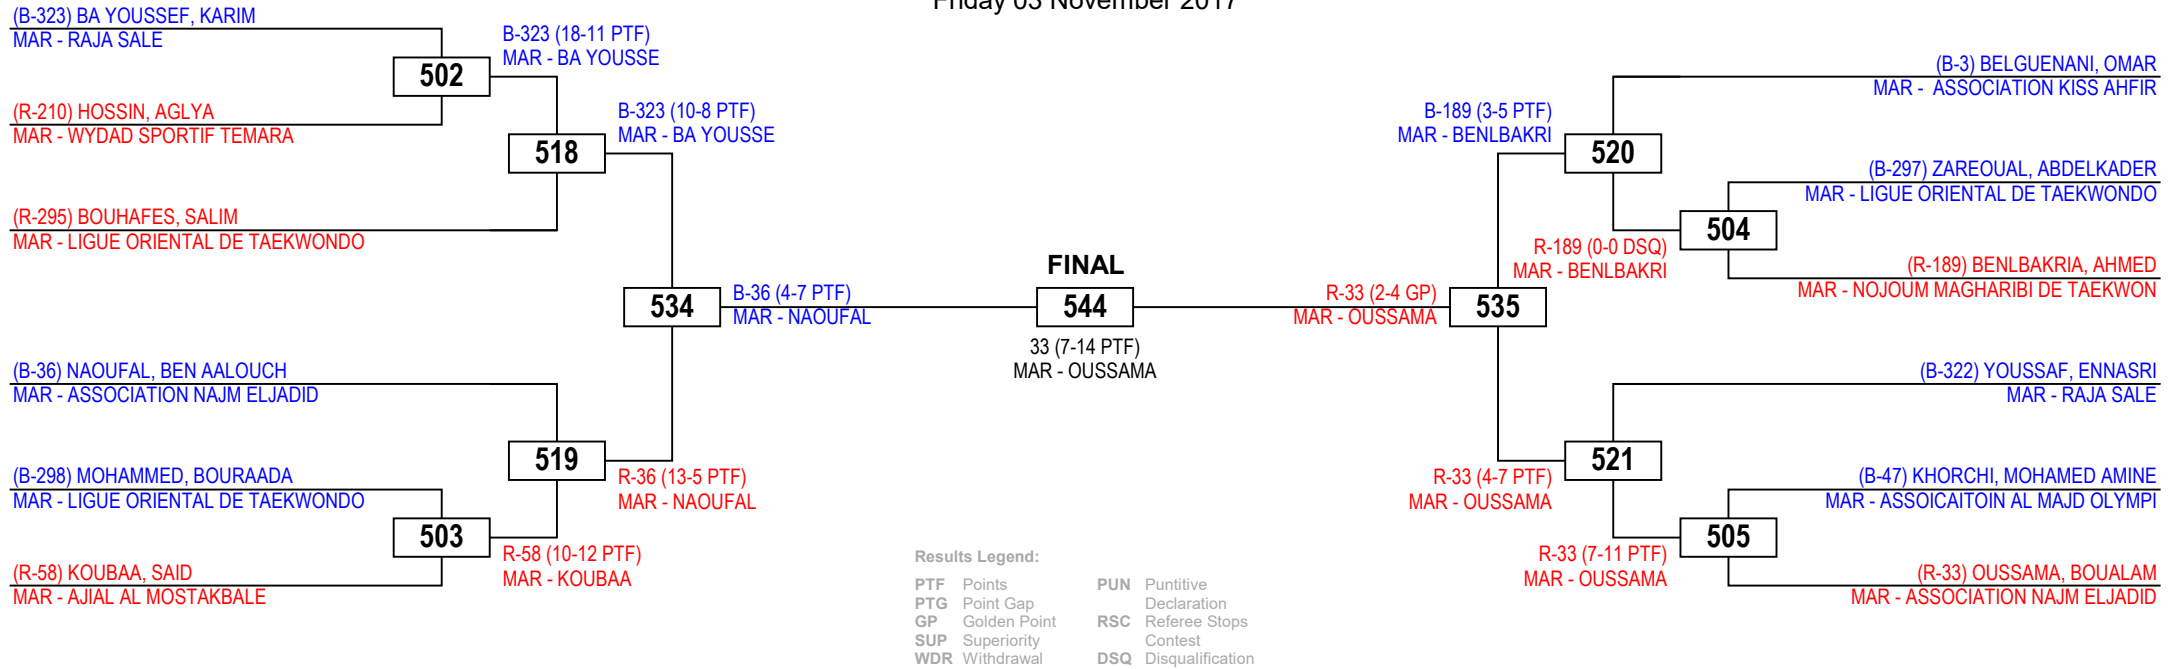 Friday 03 November 2017
(B-323) BA YOUSSEF, KARIM
MAR - RAJA SALE
502
B-323 (18-11 PTF)
MAR - BA YOUSSE
(R-210) HOSSIN, AGLYA
MAR - WYDAD SPORTIF TEMARA
518
B-323 (10-8 PTF)
MAR - BA YOUSSE
(R-295) BOUHAFES, SALIM
MAR - LIGUE ORIENTAL DE TAEKWONDO
534
B-36 (4-7 PTF)
MAR - NAOUFAL
(B-36) NAOUFAL, BEN AALOUCH
MAR - ASSOCIATION NAJM ELJADID
519
R-36 (13-5 PTF)
MAR - NAOUFAL
(B-298) MOHAMMED, BOURAADA
MAR - LIGUE ORIENTAL DE TAEKWONDO
503
R-58 (10-12 PTF)
MAR - KOUBAA
(R-58) KOUBAA, SAID
MAR - AJIAL AL MOSTAKBALE
FINAL
544
33 (7-14 PTF)
MAR - OUSSAMA
(B-3) BELGUENANI, OMAR
MAR -  ASSOCIATION KISS AHFIR
B-189 (3-5 PTF)
MAR - BENLBAKRI
520
(B-297) ZAREOUAL, ABDELKADER
MAR - LIGUE ORIENTAL DE TAEKWONDO
504
R-189 (0-0 DSQ)
MAR - BENLBAKRI
(R-189) BENLBAKRIA, AHMED
MAR - NOJOUM MAGHARIBI DE TAEKWON
R-33 (2-4 GP)
MAR - OUSSAMA
535
(B-322) YOUSSAF, ENNASRI
MAR - RAJA SALE
521
R-33 (4-7 PTF)
MAR - OUSSAMA
(B-47) KHORCHI, MOHAMED AMINE
MAR - ASSOICAITOIN AL MAJD OLYMPI
505
R-33 (7-11 PTF)
MAR - OUSSAMA
(R-33) OUSSAMA, BOUALAM
MAR - ASSOCIATION NAJM ELJADID
Results Legend:
PTF Points
PTG Point Gap
GP Golden Point
SUP Superiority
WDR Withdrawal
PUN Puntitive
Declaration
RSC Referee Stops
Contest
DSQ Disqualification